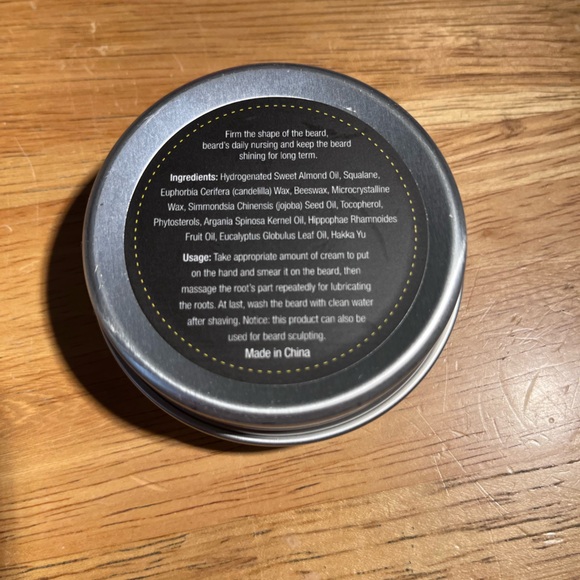 Firm the shape of the beard,
beard's daily nursing and keep the beard
shining for long term.
Ingredients: Hydrogenated Sweet Almond Oil, Squalane,
Euphorbia Cerifera (candelilla) Wax, Beeswax, Microcrystalline
Wax, Simmondsia Chinensis (jojoba) Seed Oil, Tocopherol,
Phytosterols, Argania Spinosa Kernel Oil, Hippophae Rhamnoides
Fruit Oil, Eucalyptus Globulus Leaf Oil, Hakka Yu
Usage: Take appropriate amount of cream to put
on the hand and smear it on the beard, then
massage the root's part repeatedly for lubricating
the roots. At last, wash the beard with clean water
after shaving. Notice: this product can also be
used for beard sculpting.
Made in China